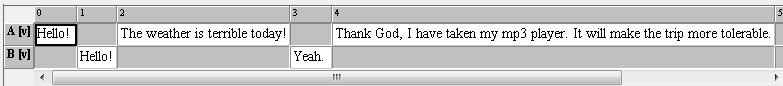 0 1 2 3 4 5
A [v] Hello! The weather is terrible today! Thank God, I have taken my mp3 player. It will make the trip more tolerable.
B [v] Hello! Yeah.